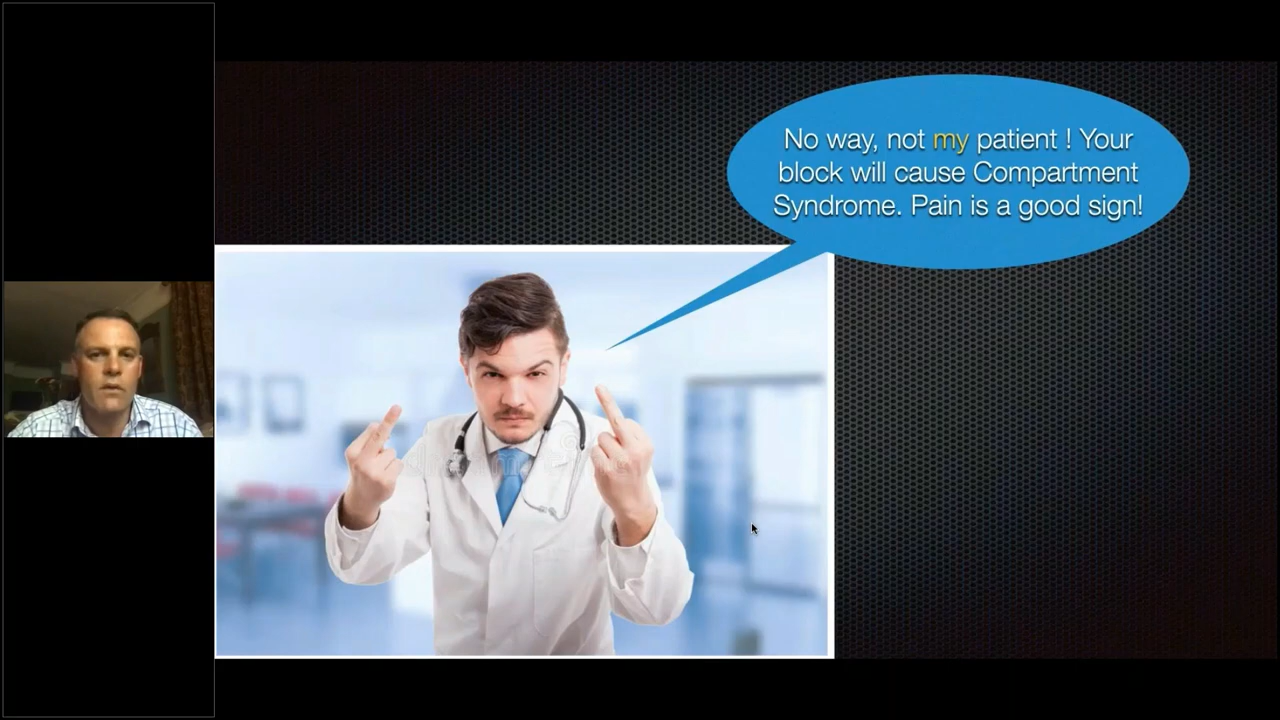 No way, not my patient ! Your
block will cause Compartment
Syndrome. Pain is a good sign!